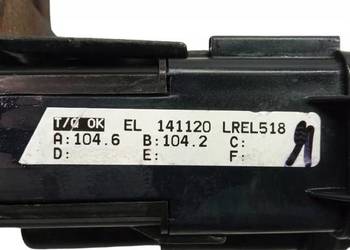 T/O OK EL 141120 LREL518
A:104.6 B:104.2 C:
D: E: F: